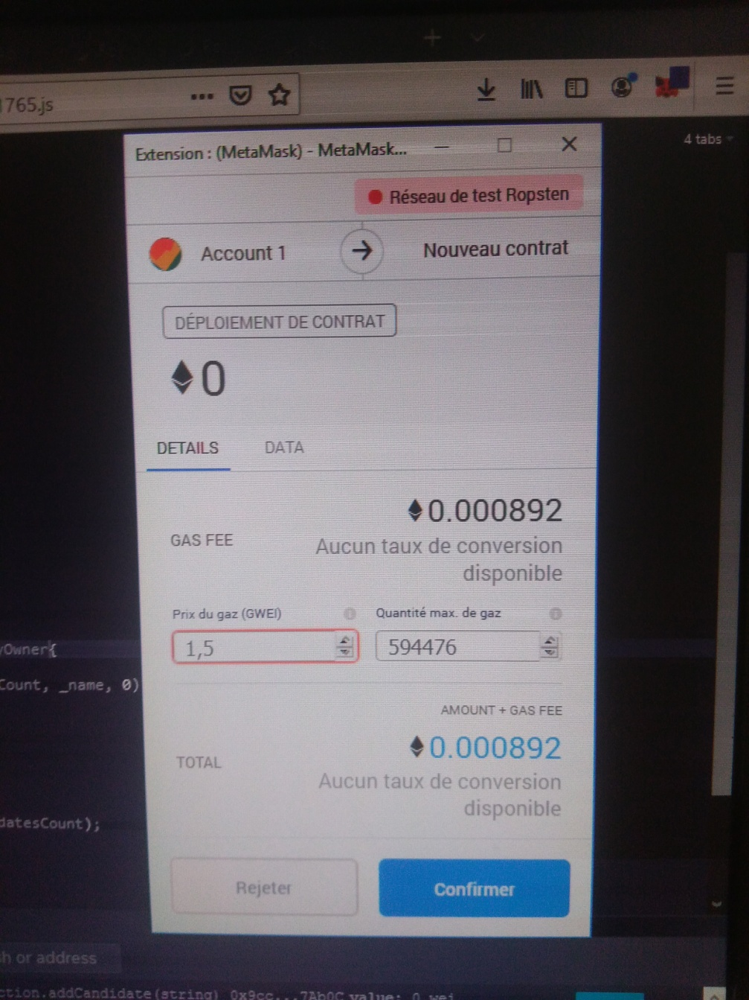 1765.js
4 tabs
Extension : (MetaMask) - MetaMask...
Réseau de test Ropsten
Account 1
Nouveau contrat
DÉPLOIEMENT DE CONTRAT
0
DETAILS
DATA
0.000892
GAS FEE
Aucun taux de conversion
disponible
Prix du gaz (GWEI)
Quantité max. de gaz
1,5
594476
yOwner{
Count, _name, 0)
AMOUNT + GAS FEE
0.000892
TOTAL
Aucun taux de conversion
disponible
datesCount);
Rejeter
Confirmer
h or address
ction.addCandidate(string) 0x9cc...7Ab0C value: 0 wei